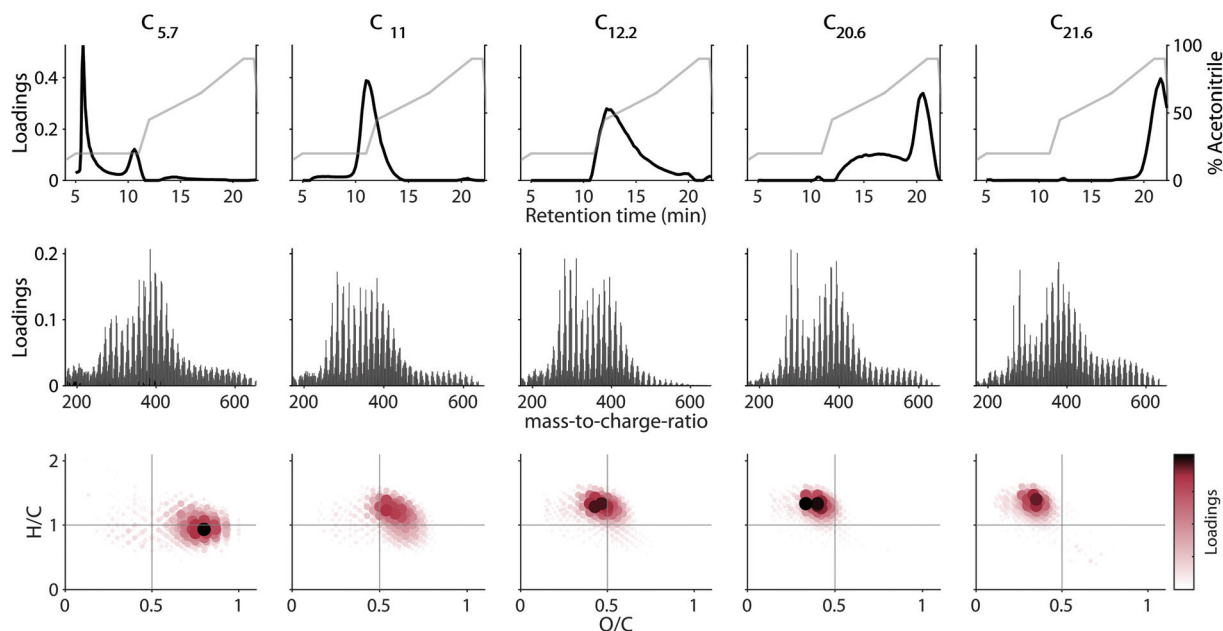 C 5.7 C 11 C12.2 C20.6 C21.6
Loadings 0.4 0.2 0 100 50 0 % Acetonitrile
5 10 15 20 5 10 15 20 5 10 15 20 5 10 15 20 5 10 15 20
Retention time (min)
Loadings 0.2 0.1 0
200 400 600 200 400 600 200 400 600 200 400 600 200 400 600
mass-to-charge-ratio
H/C 2 1 0 Loadings
0 0.5 1 0 0.5 1 0 0.5 1 0 0.5 1 0 0.5 1
O/C